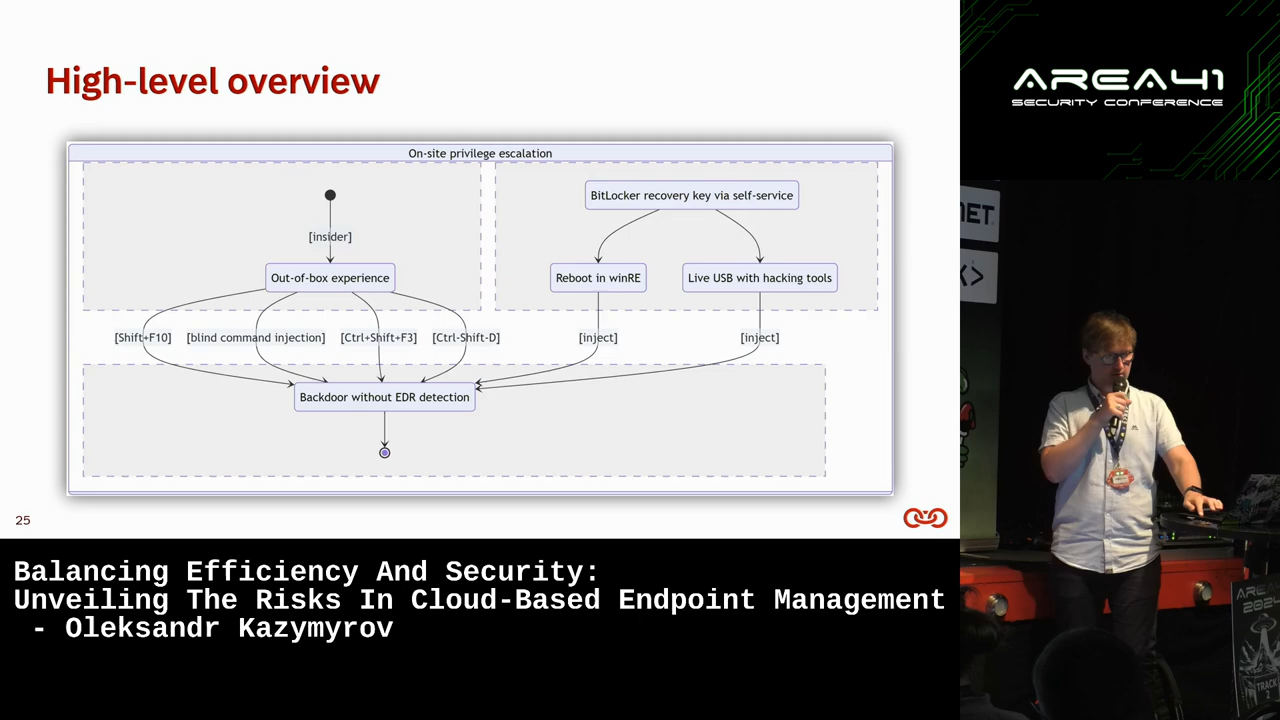 High-level overview
On-site privilege escalation
[insider]
Out-of-box experience
BitLocker recovery key via self-service
Reboot in winRE
Live USB with hacking tools
[Shift+F10]
[blind command injection]
[Ctrl+Shift+F3]
[Ctrl-Shift-D]
[inject]
[inject]
Backdoor without EDR detection
25
AREA41
SECURITY CONFERENCE
NET
TRACK
2
Balancing Efficiency And Security:
Unveiling The Risks In Cloud-Based Endpoint Management
- Oleksandr Kazymyrov